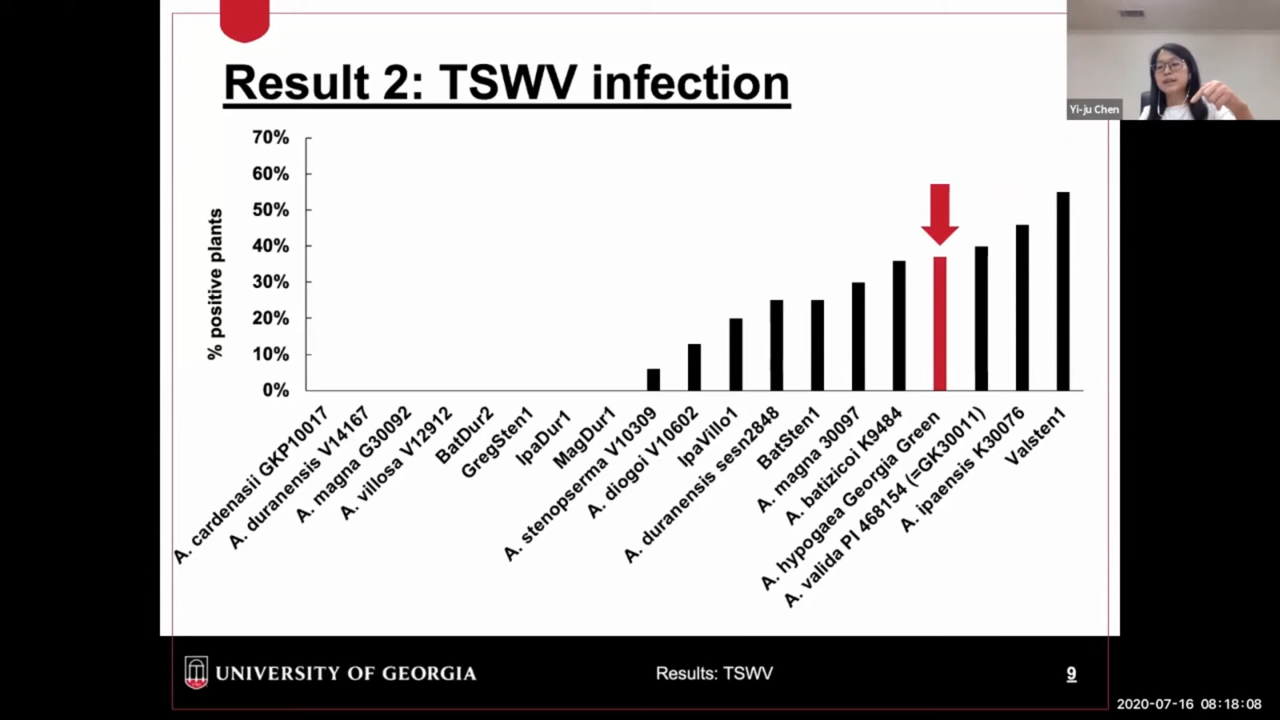 Result 2: TSWV infection
Yi-ju Chen
% positive plants
70%
60%
50%
40%
30%
20%
10%
0%
A. cardenasii GKP10017
A. duranensis V14167
A. magna G30092
A. villosa V12912
BatDur2
GregSten1
IpaDur1
MagDur1
A. stenopserma V10309
A. diogoi V10602
IpaVillo1
A. duranensis sesn2848
BatSten1
A. magna 30097
A. batizicoi K9484
A. hypogaea Georgia Green
A. valida PI 468154 (=GK30011)
A. ipaensis K30076
Valsten1
UNIVERSITY OF GEORGIA
Results: TSWV
9
2020-07-16 08:18:08